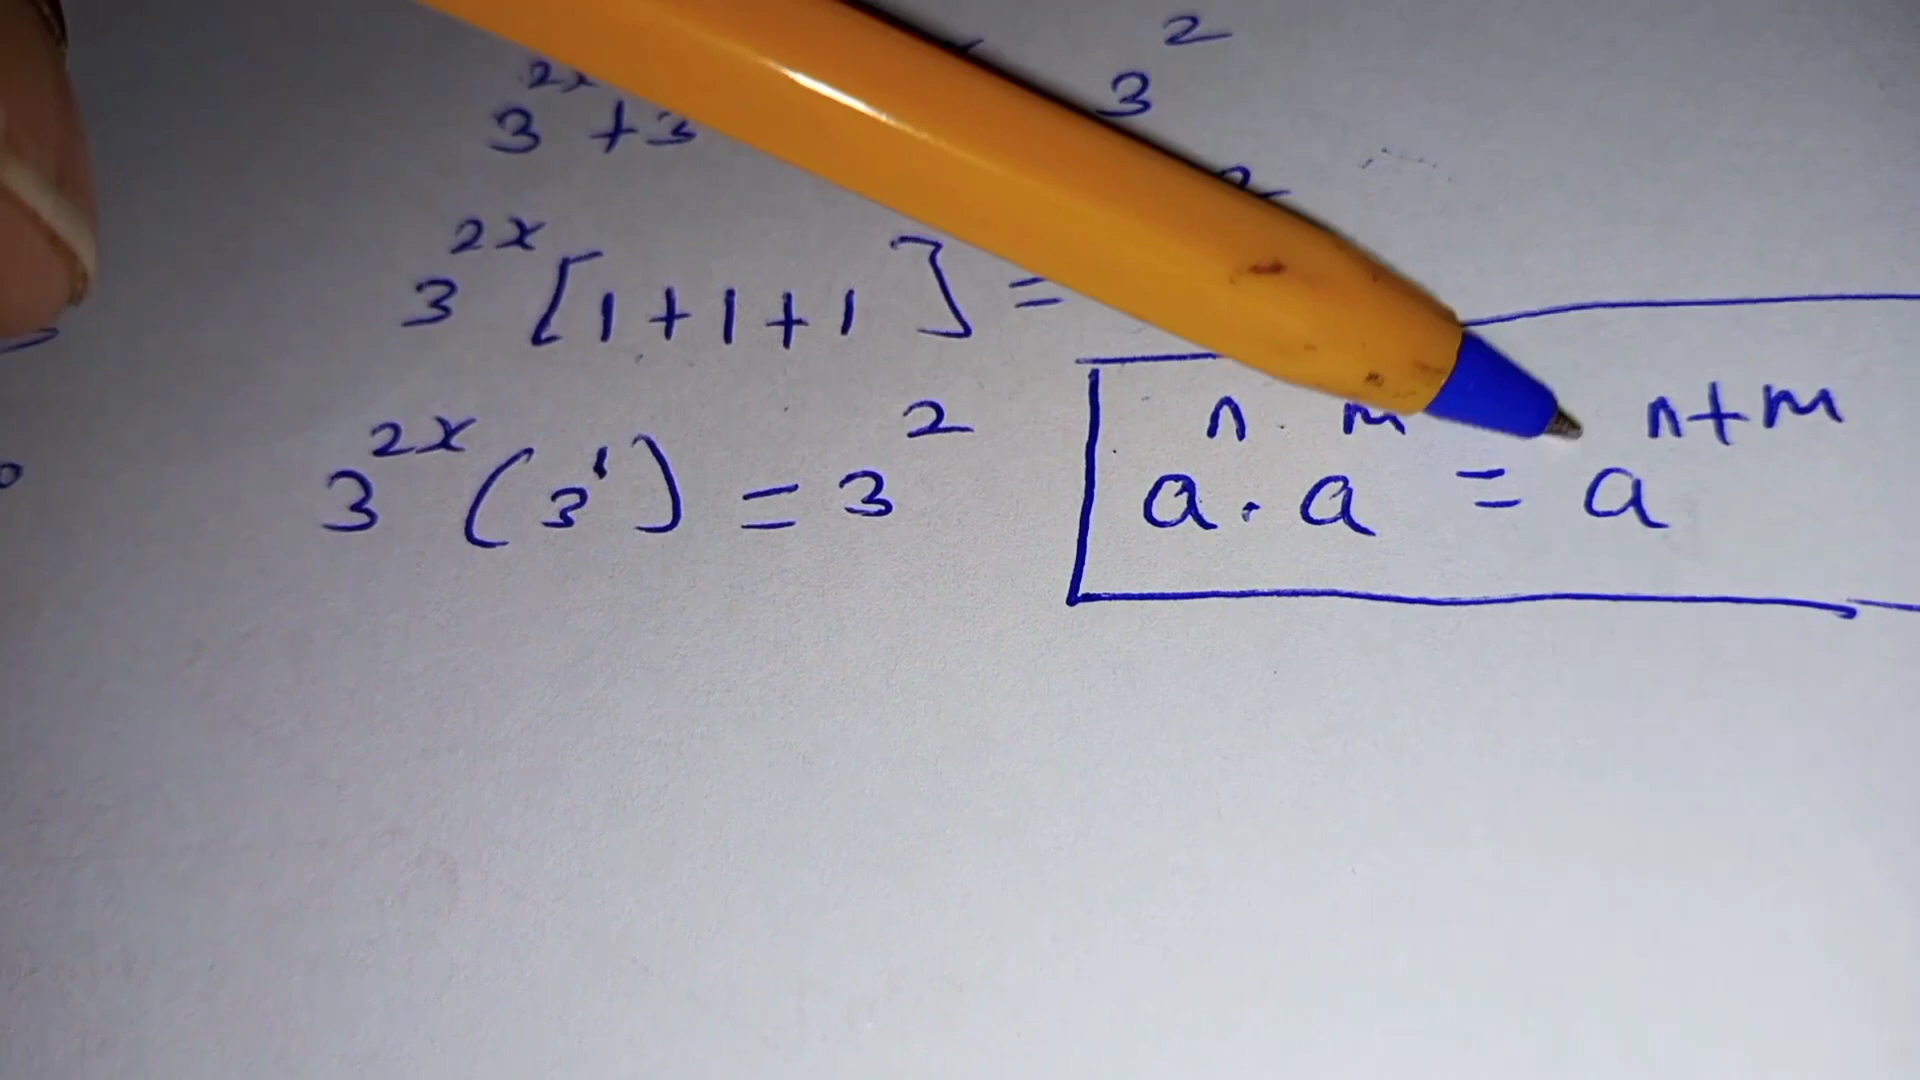 3^2x + 3 3^2
3^2x [1+1+1] =
3^2x (3^1) = 3^2
a^n . a^m = a^n+m